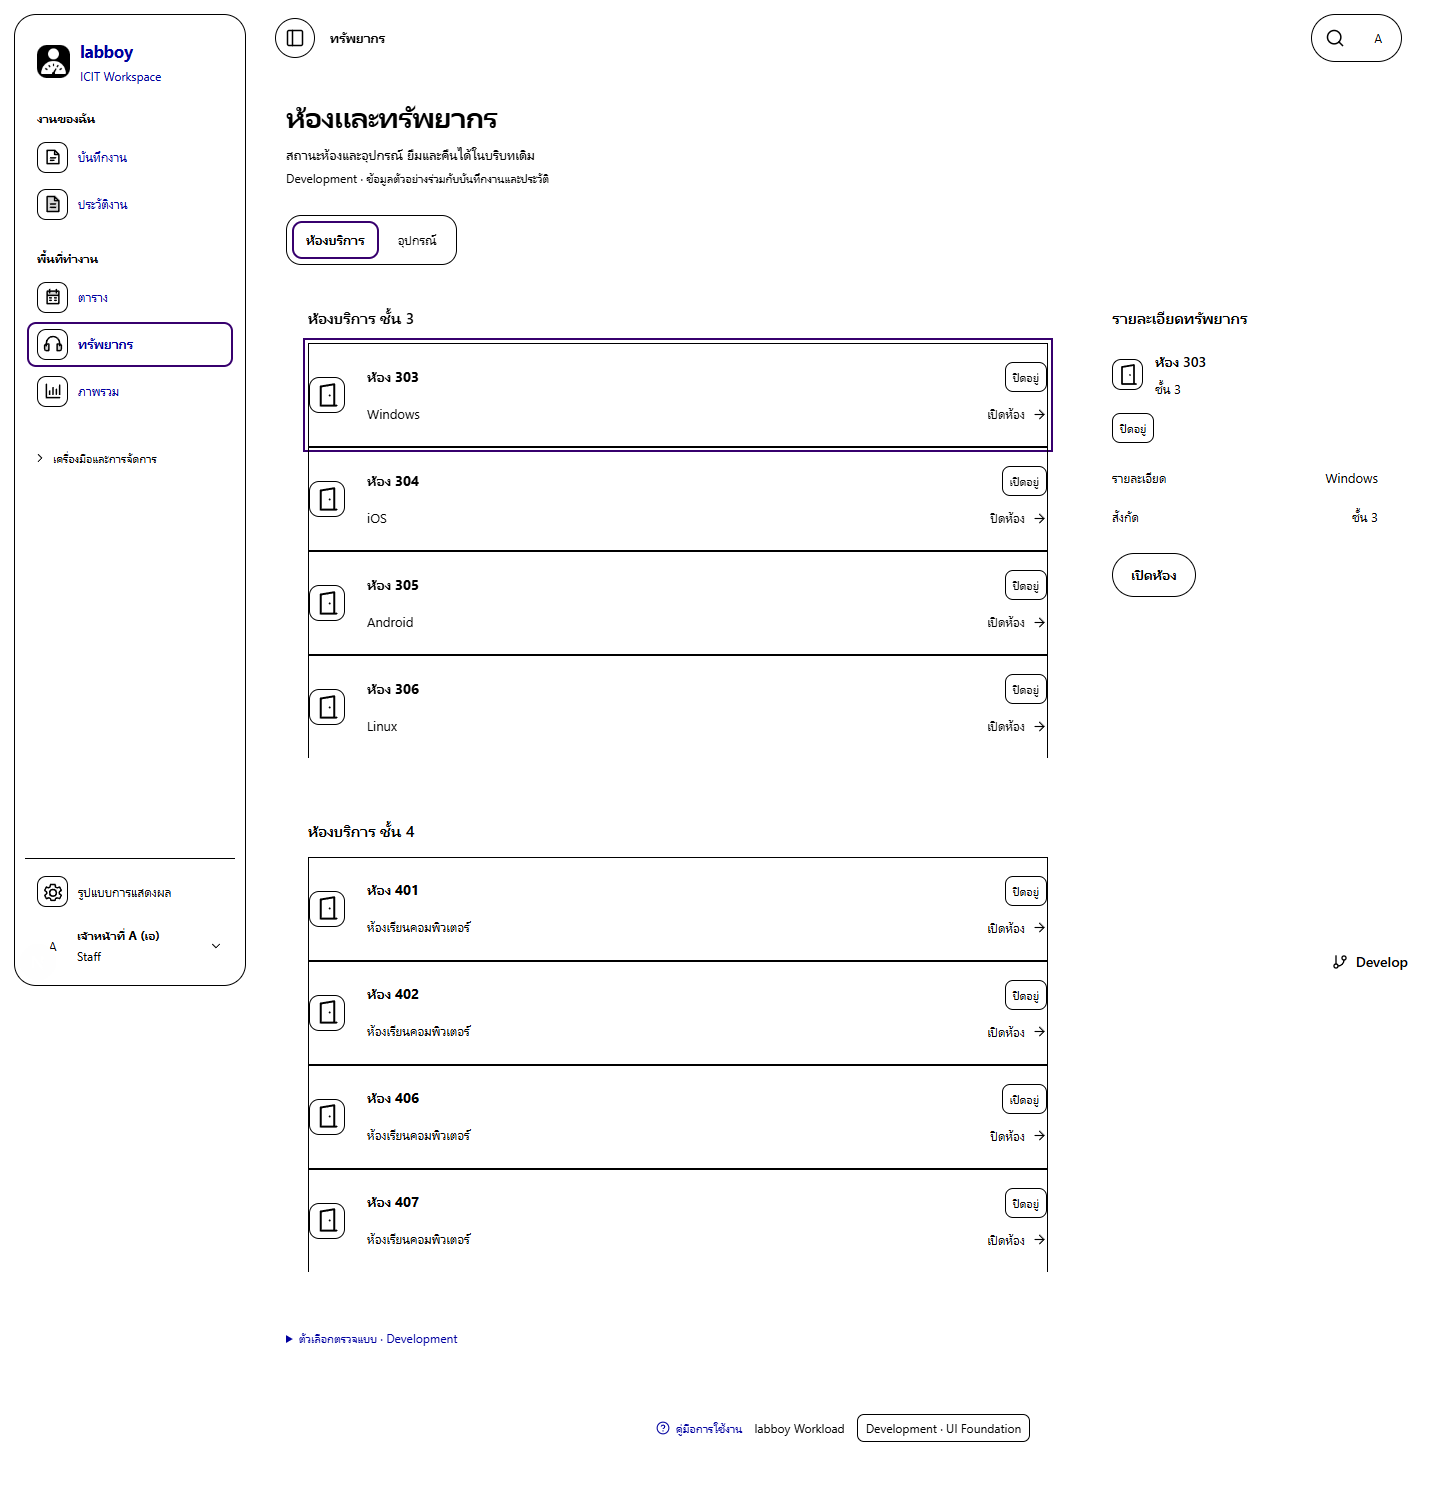 labboy
ICIT Workspace
งานของฉัน
บันทึกงาน
ประวัติงาน
พื้นที่ทำงาน
ตาราง
ทรัพยากร
ภาพรวม
เครื่องมือและการจัดการ
รูปแบบการแสดงผล
A
เจ้าหน้าที่ A (เอ)
Staff
ทรัพยากร
A
ห้องและทรัพยากร
สถานะห้องและอุปกรณ์ ยืมและคืนได้ในบริบทเดิม
Development · ข้อมูลตัวอย่างร่วมกับบันทึกงานและประวัติ
ห้องบริการ
อุปกรณ์
ห้องบริการ ชั้น 3
ห้อง 303
ปิดอยู่
Windows
เปิดห้อง →
ห้อง 304
เปิดอยู่
iOS
ปิดห้อง →
ห้อง 305
ปิดอยู่
Android
เปิดห้อง →
ห้อง 306
ปิดอยู่
Linux
เปิดห้อง →
ห้องบริการ ชั้น 4
ห้อง 401
ปิดอยู่
ห้องเรียนคอมพิวเตอร์
เปิดห้อง →
ห้อง 402
ปิดอยู่
ห้องเรียนคอมพิวเตอร์
เปิดห้อง →
ห้อง 406
เปิดอยู่
ห้องเรียนคอมพิวเตอร์
ปิดห้อง →
ห้อง 407
ปิดอยู่
ห้องเรียนคอมพิวเตอร์
เปิดห้อง →
รายละเอียดทรัพยากร
ห้อง 303
ชั้น 3
ปิดอยู่
รายละเอียด Windows
สังกัด ชั้น 3
เปิดห้อง
Develop
ตัวเลือกตรวจแบบ · Development
คู่มือการใช้งาน labboy Workload Development · UI Foundation